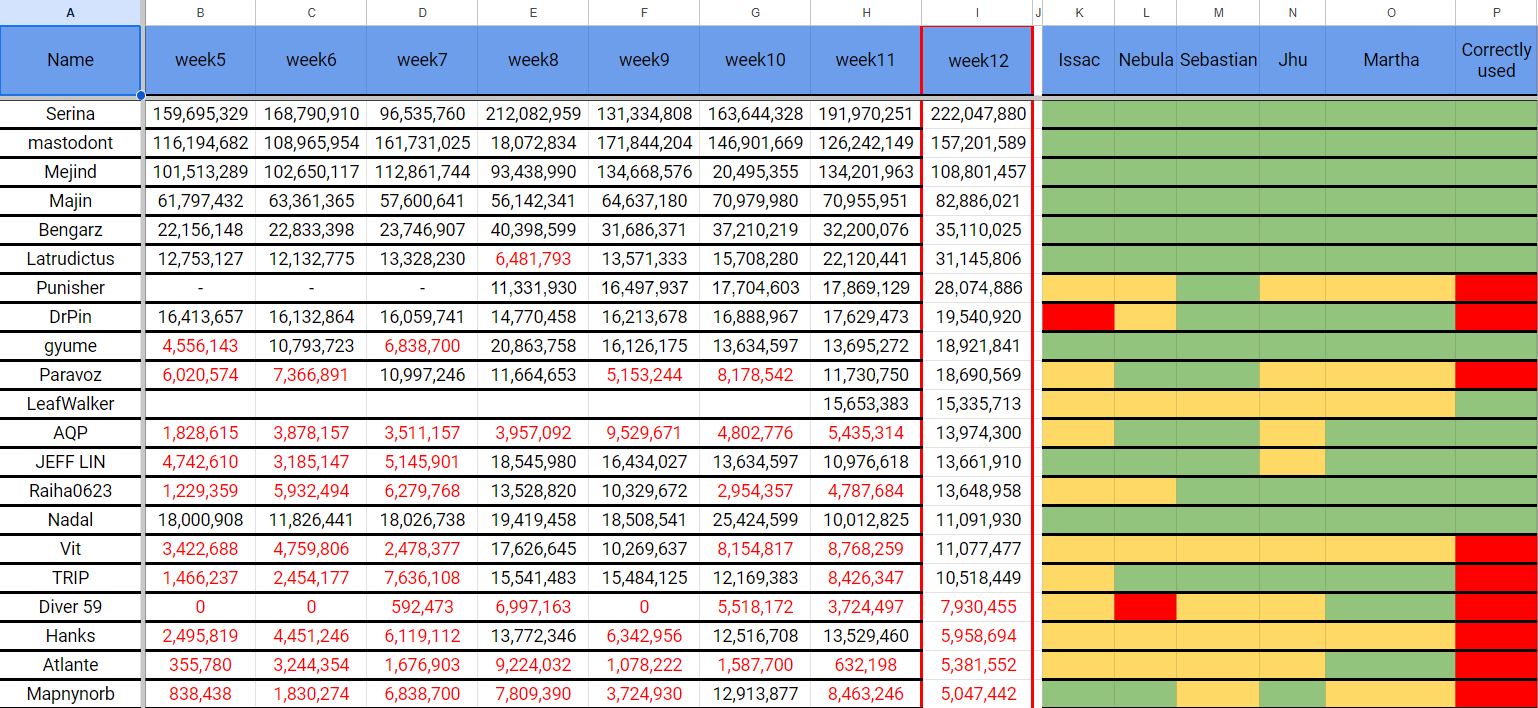 A B C D E F G H I J K L M N O P
Name week5 week6 week7 week8 week9 week10 week11 week12 Issac Nebula Sebastian Jhu Martha Correctly
used
Serina 159,695,329 168,790,910 96,535,760 212,082,959 131,334,808 163,644,328 191,970,251 222,047,880
mastodont 116,194,682 108,965,954 161,731,025 18,072,834 171,844,204 146,901,669 126,242,149 157,201,589
Mejind 101,513,289 102,650,117 112,861,744 93,438,990 134,668,576 20,495,355 134,201,963 108,801,457
Majin 61,797,432 63,361,365 57,600,641 56,142,341 64,637,180 70,979,980 70,955,951 82,886,021
Bengarz 22,156,148 22,833,398 23,746,907 40,398,599 31,686,371 37,210,219 32,200,076 35,110,025
Latrudictus 12,753,127 12,132,775 13,328,230 6,481,793 13,571,333 15,708,280 22,120,441 31,145,806
Punisher - - - 11,331,930 16,497,937 17,704,603 17,869,129 28,074,886
DrPin 16,413,657 16,132,864 16,059,741 14,770,458 16,213,678 16,888,967 17,629,473 19,540,920
gyume 4,556,143 10,793,723 6,838,700 20,863,758 16,126,175 13,634,597 13,695,272 18,921,841
Paravoz 6,020,574 7,366,891 10,997,246 11,664,653 5,153,244 8,178,542 11,730,750 18,690,569
LeafWalker 15,653,383 15,335,713
AQP 1,828,615 3,878,157 3,511,157 3,957,092 9,529,671 4,802,776 5,435,314 13,974,300
JEFF LIN 4,742,610 3,185,147 5,145,901 18,545,980 16,434,027 13,634,597 10,976,618 13,661,910
Raiha0623 1,229,359 5,932,494 6,279,768 13,528,820 10,329,672 2,954,357 4,787,684 13,648,958
Nadal 18,000,908 11,826,441 18,026,738 19,419,458 18,508,541 25,424,599 10,012,825 11,091,930
Vit 3,422,688 4,759,806 2,478,377 17,626,645 10,269,637 8,154,817 8,768,259 11,077,477
TRIP 1,466,237 2,454,177 7,636,108 15,541,483 15,484,125 12,169,383 8,426,347 10,518,449
Diver 59 0 0 592,473 6,997,163 0 5,518,172 3,724,497 7,930,455
Hanks 2,495,819 4,451,246 6,119,112 13,772,346 6,342,956 12,516,708 13,529,460 5,958,694
Atlante 355,780 3,244,354 1,676,903 9,224,032 1,078,222 1,587,700 632,198 5,381,552
Mapnynorb 838,438 1,830,274 6,838,700 7,809,390 3,724,930 12,913,877 8,463,246 5,047,442